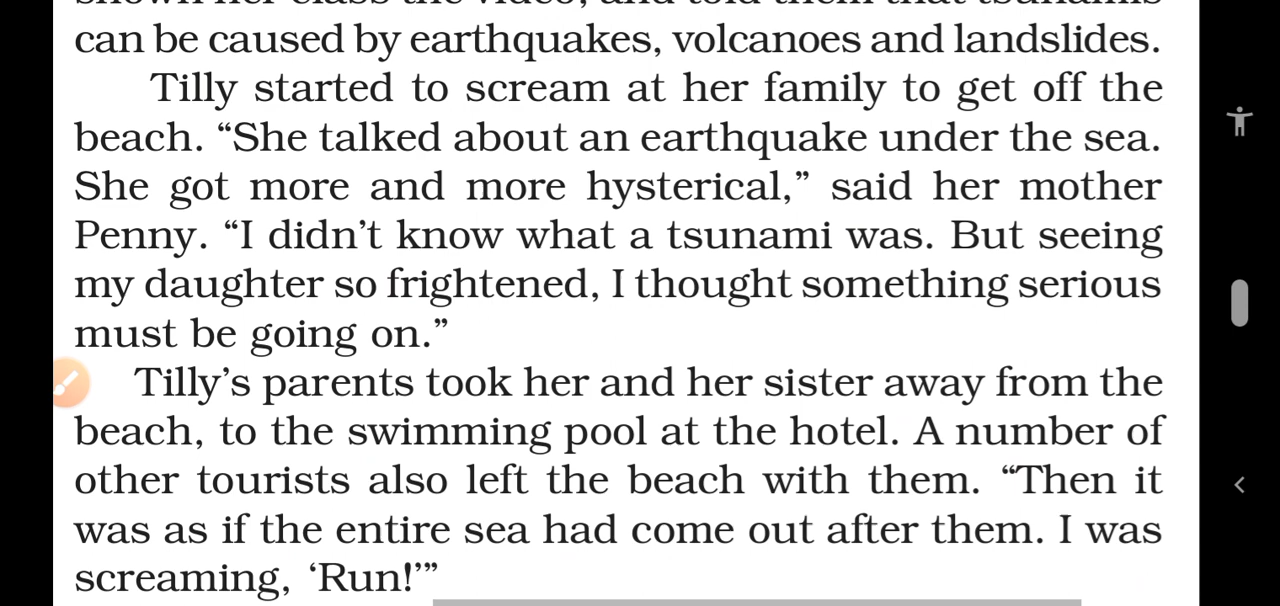 can be caused by earthquakes, volcanoes and landslides.
Tilly started to scream at her family to get off the
beach. “She talked about an earthquake under the sea.
She got more and more hysterical,” said her mother
Penny. “I didn’t know what a tsunami was. But seeing
my daughter so frightened, I thought something serious
must be going on.”
Tilly’s parents took her and her sister away from the
beach, to the swimming pool at the hotel. A number of
other tourists also left the beach with them. “Then it
was as if the entire sea had come out after them. I was
screaming, ‘Run!’”